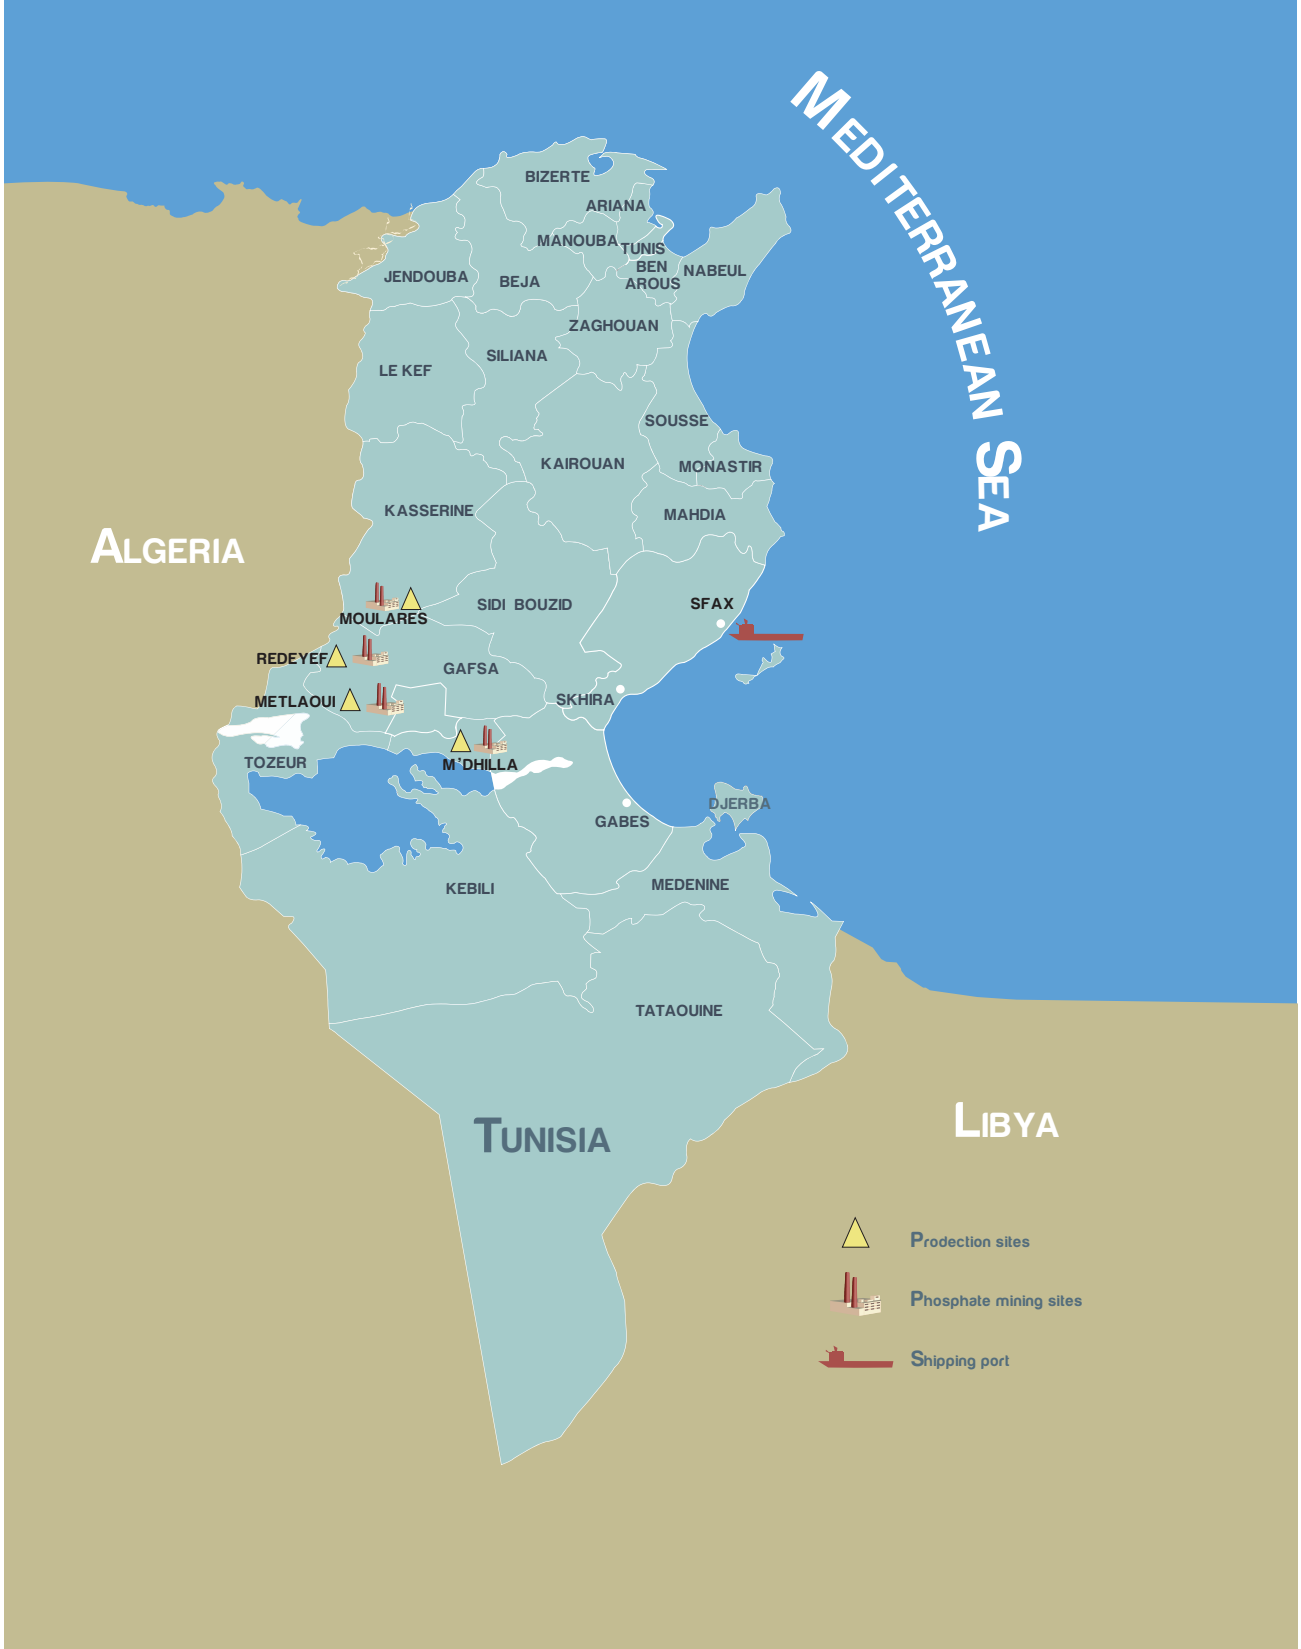 MEDITERRANEAN SEA
BIZERTE
ARIANA
MANOUBA
TUNIS
BEN
AROUS
NABEUL
JENDOUBA
BEJA
ZAGHOUAN
SILIANA
LE KEF
SOUSSE
KAIROUAN
MONASTIR
KASSERINE
MAHDIA
ALGERIA
SIDI BOUZID
SFAX
MOULARES
REDEYEF
GAFSA
METLAOUI
SKHIRA
TOZEUR
M'DHILLA
DJERBA
GABES
KEBILI
MEDENINE
TATAOUINE
TUNISIA
LIBYA
Prodection sites
Phosphate mining sites
Shipping port